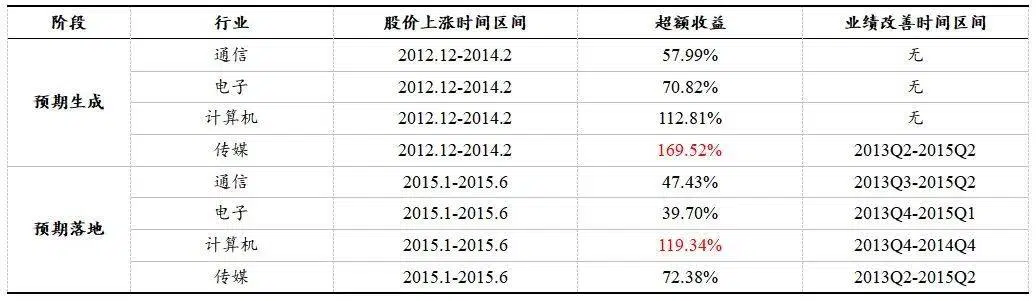 阶段 行业 股价上涨时间区间 超额收益 业绩改善时间区间
预期生成 通信 2012.12-2014.2 57.99% 无
电子 2012.12-2014.2 70.82% 无
计算机 2012.12-2014.2 112.81% 无
传媒 2012.12-2014.2 169.52% 2013Q2-2015Q2
预期落地 通信 2015.1-2015.6 47.43% 2013Q3-2015Q2
电子 2015.1-2015.6 39.70% 2013Q4-2015Q1
计算机 2015.1-2015.6 119.34% 2013Q4-2014Q4
传媒 2015.1-2015.6 72.38% 2013Q2-2015Q2